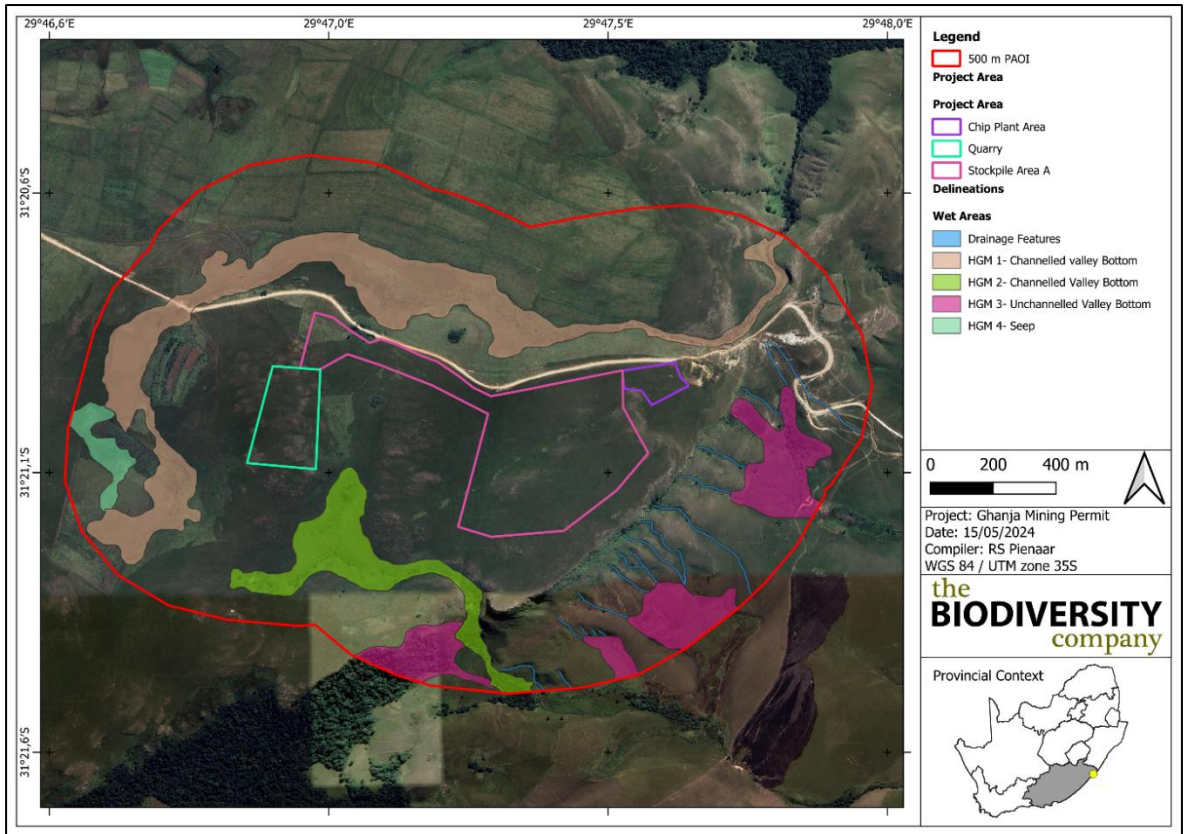 29°46,6'E
29°47,0'E
29°47,5'E
29°48,0'E
31°20,6'S
31°21,1'S
31°21,6'S
Legend
500 m PAOI
Project Area
Project Area
Chip Plant Area
Quarry
Stockpile Area A
Delineations
Wet Areas
Drainage Features
HGM 1- Channelled valley Bottom
HGM 2- Channelled Valley Bottom
HGM 3- Unchannelled Valley Bottom
HGM 4- Seep
0 200 400 m
Project: Ghanja Mining Permit
Date: 15/05/2024
Compiler: RS Pienaar
WGS 84 / UTM zone 35S
the
BIODIVERSITY
company
Provincial Context